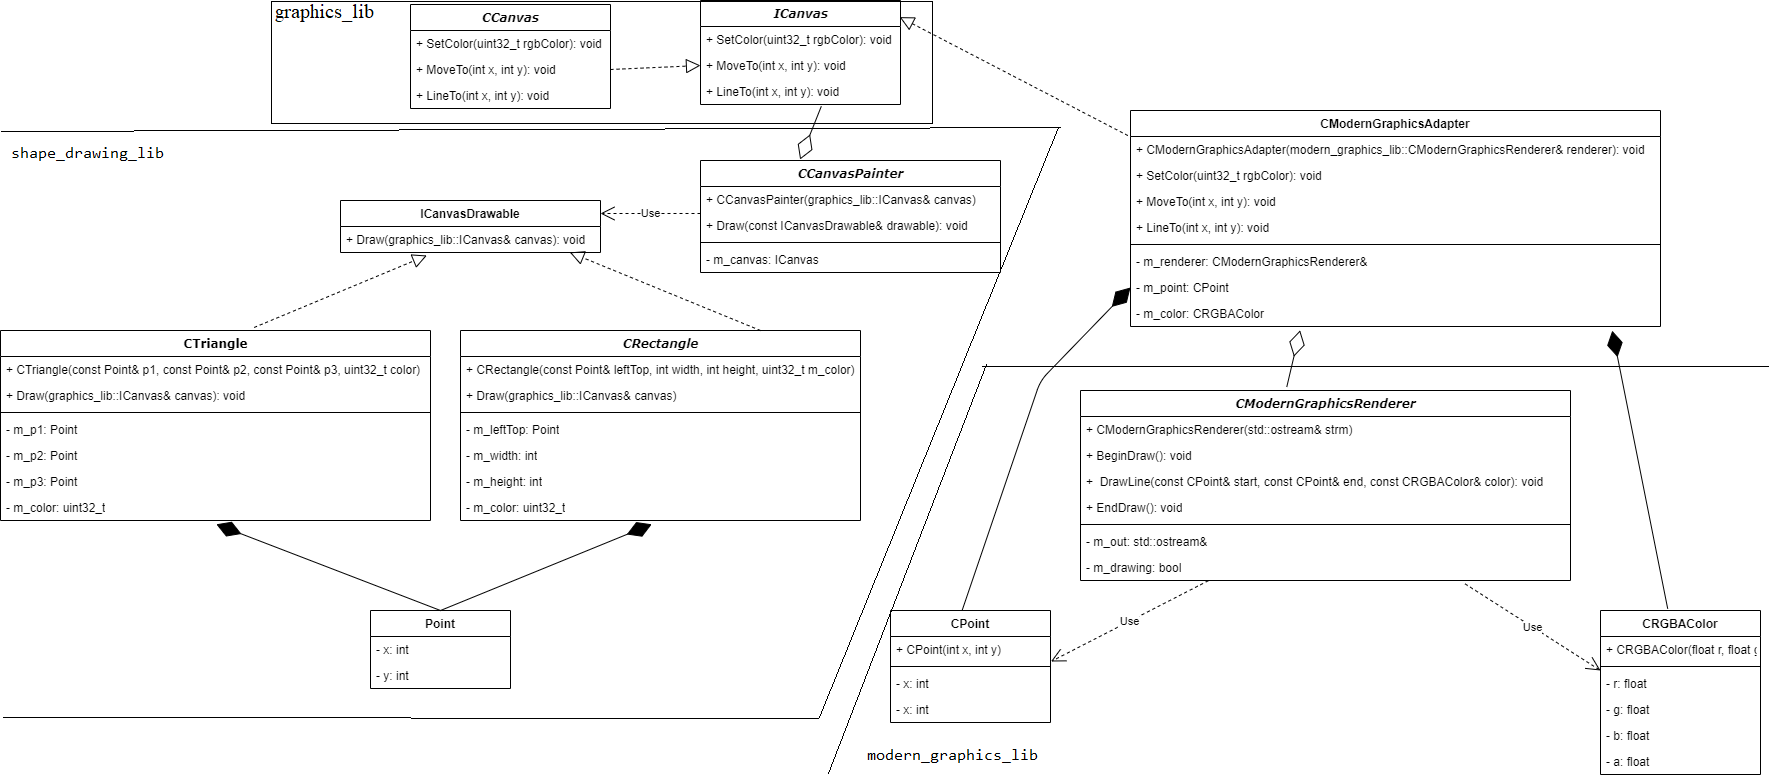 graphics_lib
CCanvas
+ SetColor(uint32_t rgbColor): void
+ MoveTo(int x, int y): void
+ LineTo(int x, int y): void
ICanvas
+ SetColor(uint32_t rgbColor): void
+ MoveTo(int x, int y): void
+ LineTo(int x, int y): void
CModernGraphicsAdapter
+ CModernGraphicsAdapter(modern_graphics_lib::CModernGraphicsRenderer& renderer): void
+ SetColor(uint32_t rgbColor): void
+ MoveTo(int x, int y): void
+ LineTo(int x, int y): void
- m_renderer: CModernGraphicsRenderer&
- m_point: CPoint
- m_color: CRGBAColor
shape_drawing_lib
CCanvasPainter
+ CCanvasPainter(graphics_lib::ICanvas& canvas)
+ Draw(const ICanvasDrawable& drawable): void
- m_canvas: ICanvas
Use
ICanvasDrawable
+ Draw(graphics_lib::ICanvas& canvas): void
CTriangle
+ CTriangle(const Point& p1, const Point& p2, const Point& p3, uint32_t color)
+ Draw(graphics_lib::ICanvas& canvas): void
- m_p1: Point
- m_p2: Point
- m_p3: Point
- m_color: uint32_t
CRectangle
+ CRectangle(const Point& leftTop, int width, int height, uint32_t m_color)
+ Draw(graphics_lib::ICanvas& canvas)
- m_leftTop: Point
- m_width: int
- m_height: int
- m_color: uint32_t
Point
- x: int
- y: int
CModernGraphicsRenderer
+ CModernGraphicsRenderer(std::ostream& strm)
+ BeginDraw(): void
+ DrawLine(const CPoint& start, const CPoint& end, const CRGBAColor& color): void
+ EndDraw(): void
- m_out: std::ostream&
- m_drawing: bool
Use
Use
CPoint
+ CPoint(int x, int y)
- x: int
- x: int
CRGBAColor
+ CRGBAColor(float r, float g
- r: float
- g: float
- b: float
- a: float
modern_graphics_lib